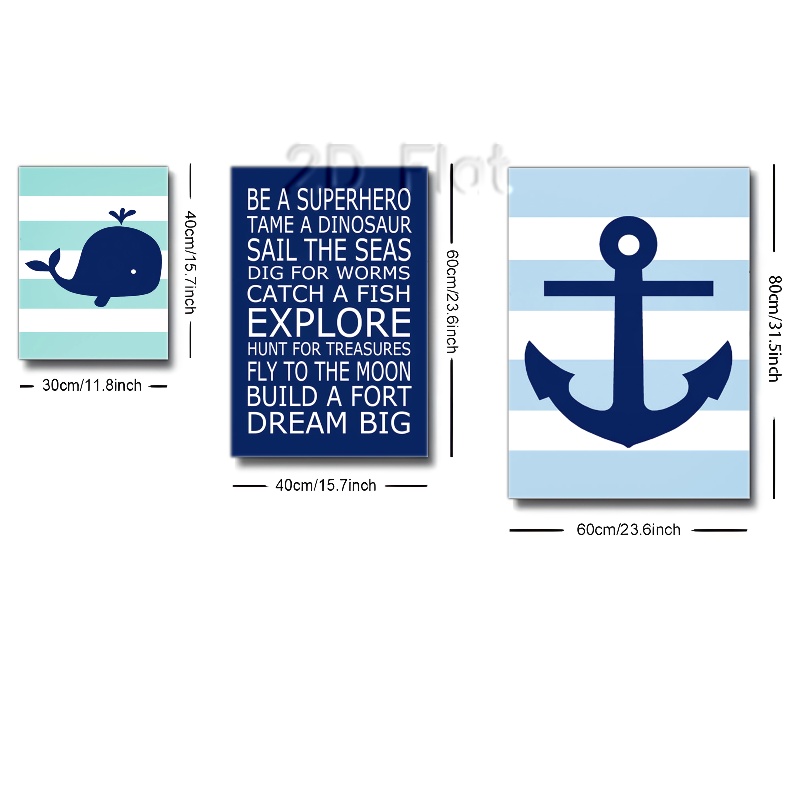 2D Flat
BE A SUPERHERO
TAME A DINOSAUR
SAIL THE SEAS
DIG FOR WORMS
CATCH A FISH
EXPLORE
HUNT FOR TREASURES
FLY TO THE MOON
BUILD A FORT
DREAM BIG
40cm/15.7inch
30cm/11.8inch
60cm/23.6inch
40cm/15.7inch
80cm/31.5inch
60cm/23.6inch